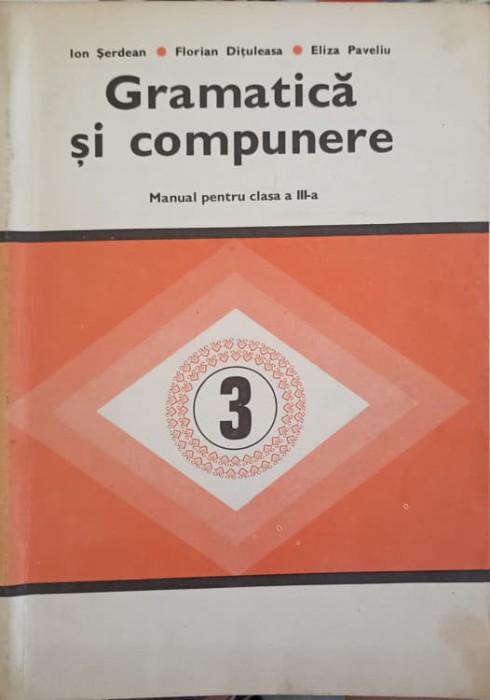 Ion Șerdean • Florian Dițuleasa • Eliza Paveliu
Gramatică
și compunere
Manual pentru clasa a III-a
3